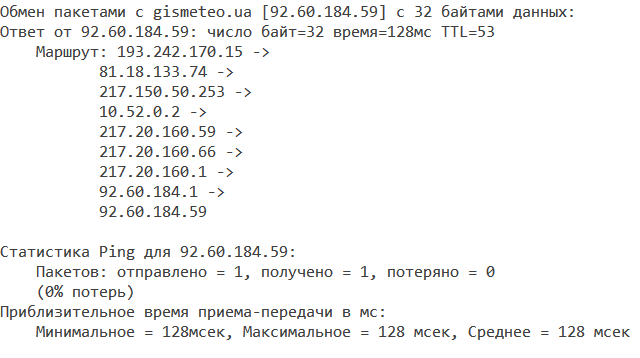 Обмен пакетами с gismeteo.ua [92.60.184.59] с 32 байтами данных:
Ответ от 92.60.184.59: число байт=32 время=128мс TTL=53
Маршрут: 193.242.170.15 ->
81.18.133.74 ->
217.150.50.253 ->
10.52.0.2 ->
217.20.160.59 ->
217.20.160.66 ->
217.20.160.1 ->
92.60.184.1 ->
92.60.184.59
Статистика Ping для 92.60.184.59:
Пакетов: отправлено = 1, получено = 1, потеряно = 0
(0% потерь)
Приблизительное время приема-передачи в мс:
Минимальное = 128мсек, Максимальное = 128 мсек, Среднее = 128 мсек